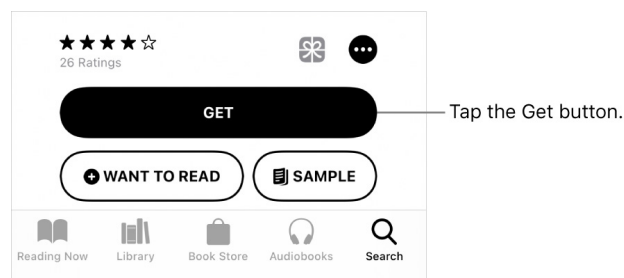 26 Ratings
GET
Tap the Get button.
WANT TO READ
SAMPLE
Reading Now
Library
Book Store
Audiobooks
Search